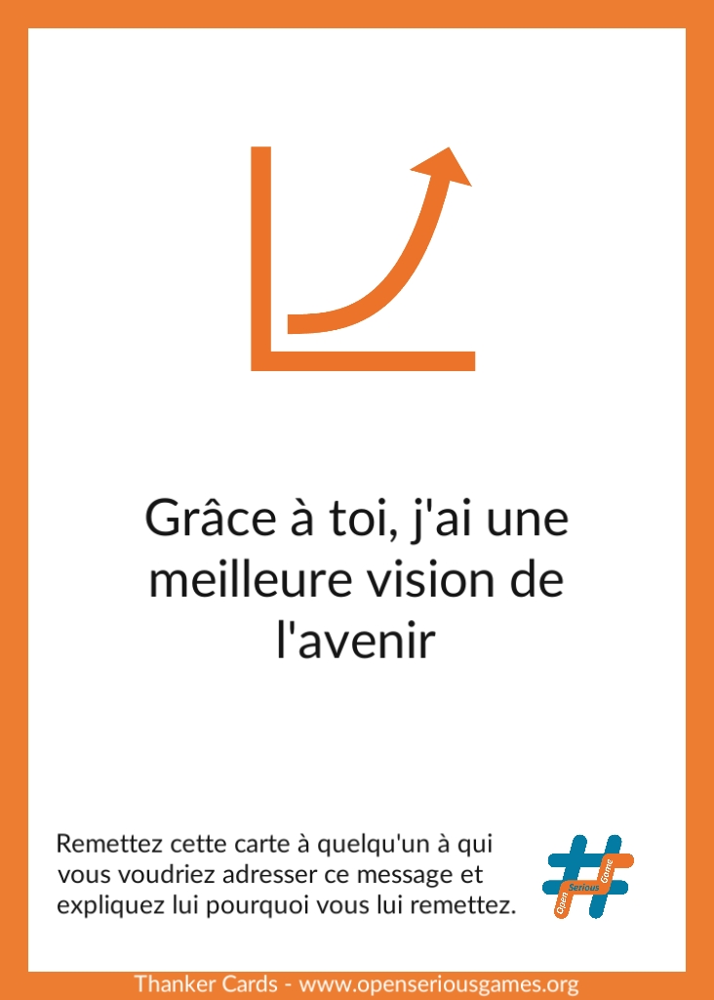 Grâce à toi, j'ai une
meilleure vision de
l'avenir
Remettez cette carte à quelqu'un à qui
vous voudriez adresser ce message et
expliquez lui pourquoi vous lui remettez.
Open Serious Game
Thanker Cards - www.openseriousgames.org